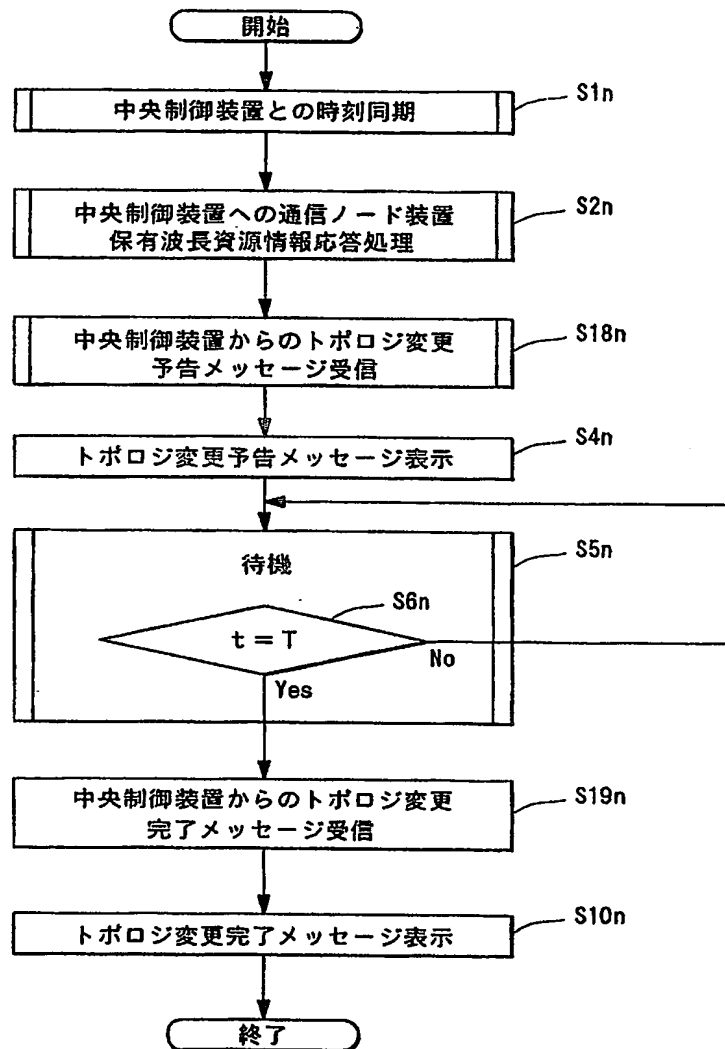 開始
中央制御装置との時刻同期
S1n
中央制御装置への通信ノード装置
保有波長資源情報応答処理
S2n
中央制御装置からのトポロジ変更
予告メッセージ受信
S18n
トポロジ変更予告メッセージ表示
S4n
待機
S5n
S6n
t = T
No
Yes
中央制御装置からのトポロジ変更
完了メッセージ受信
S19n
トポロジ変更完了メッセージ表示
S10n
終了